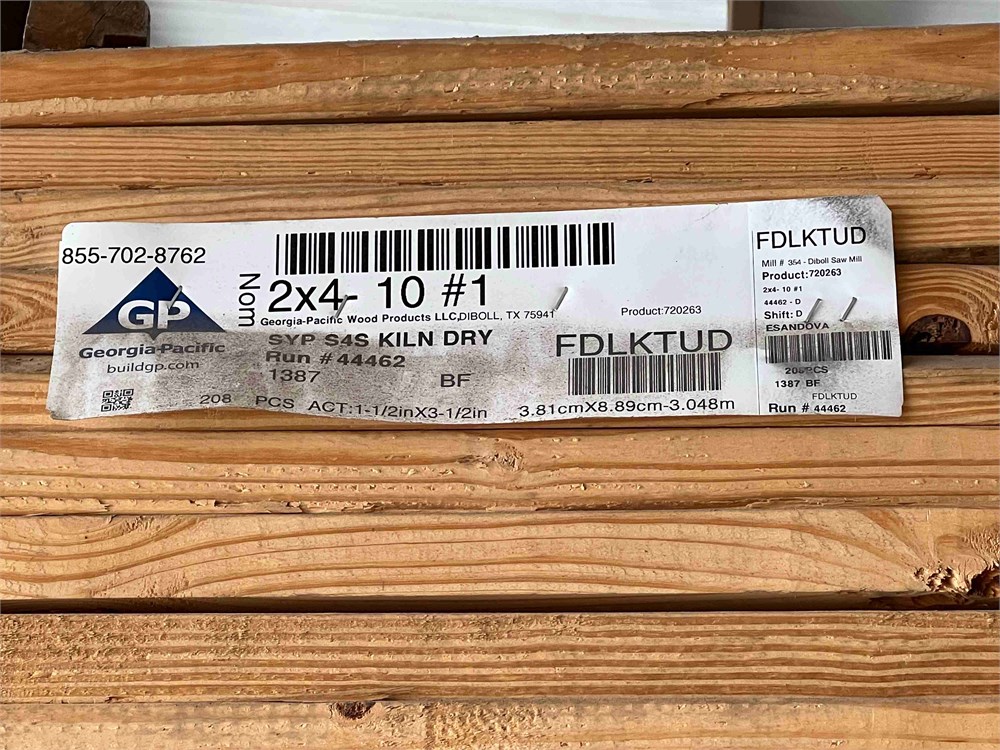 855-702-8762
GP
Georgia-Pacific
buildgp.com
Nom
2x4- 10 #1
Georgia-Pacific Wood Products LLC,DIBOLL, TX 75941
Product:720263
SYP S4S KILN DRY
Run # 44462
1387 BF
FDLKTUD
208 PCS ACT:1-1/2inX3-1/2in 3.81cmX8.89cm-3.048m
FDLKTUD
Mill # 354 - Diboll Saw Mill
Product:720263
2x4- 10 #1
44462 - D
Shift: D
ESANDOVA
208PCS
1387 BF
FDLKTUD
Run # 44462